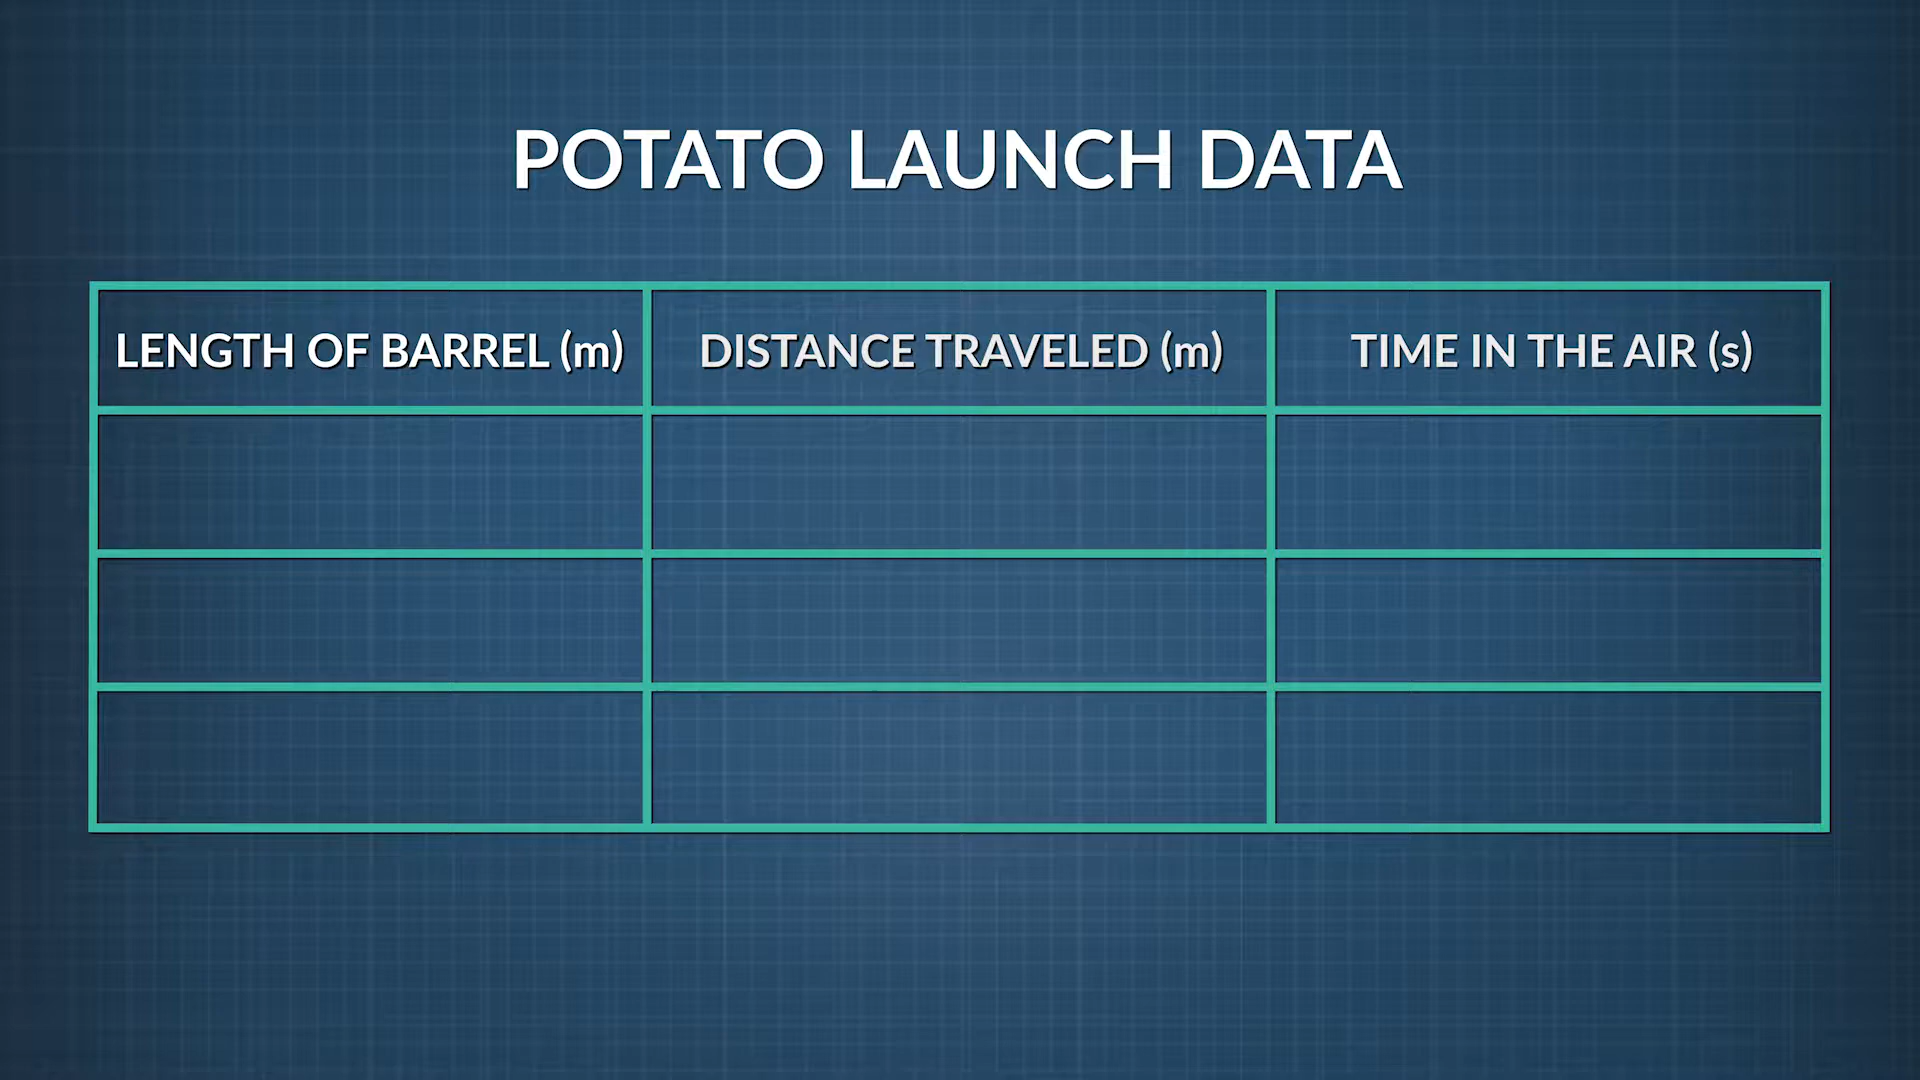 POTATO LAUNCH DATA
LENGTH OF BARREL (m) DISTANCE TRAVELED (m) TIME IN THE AIR (s)